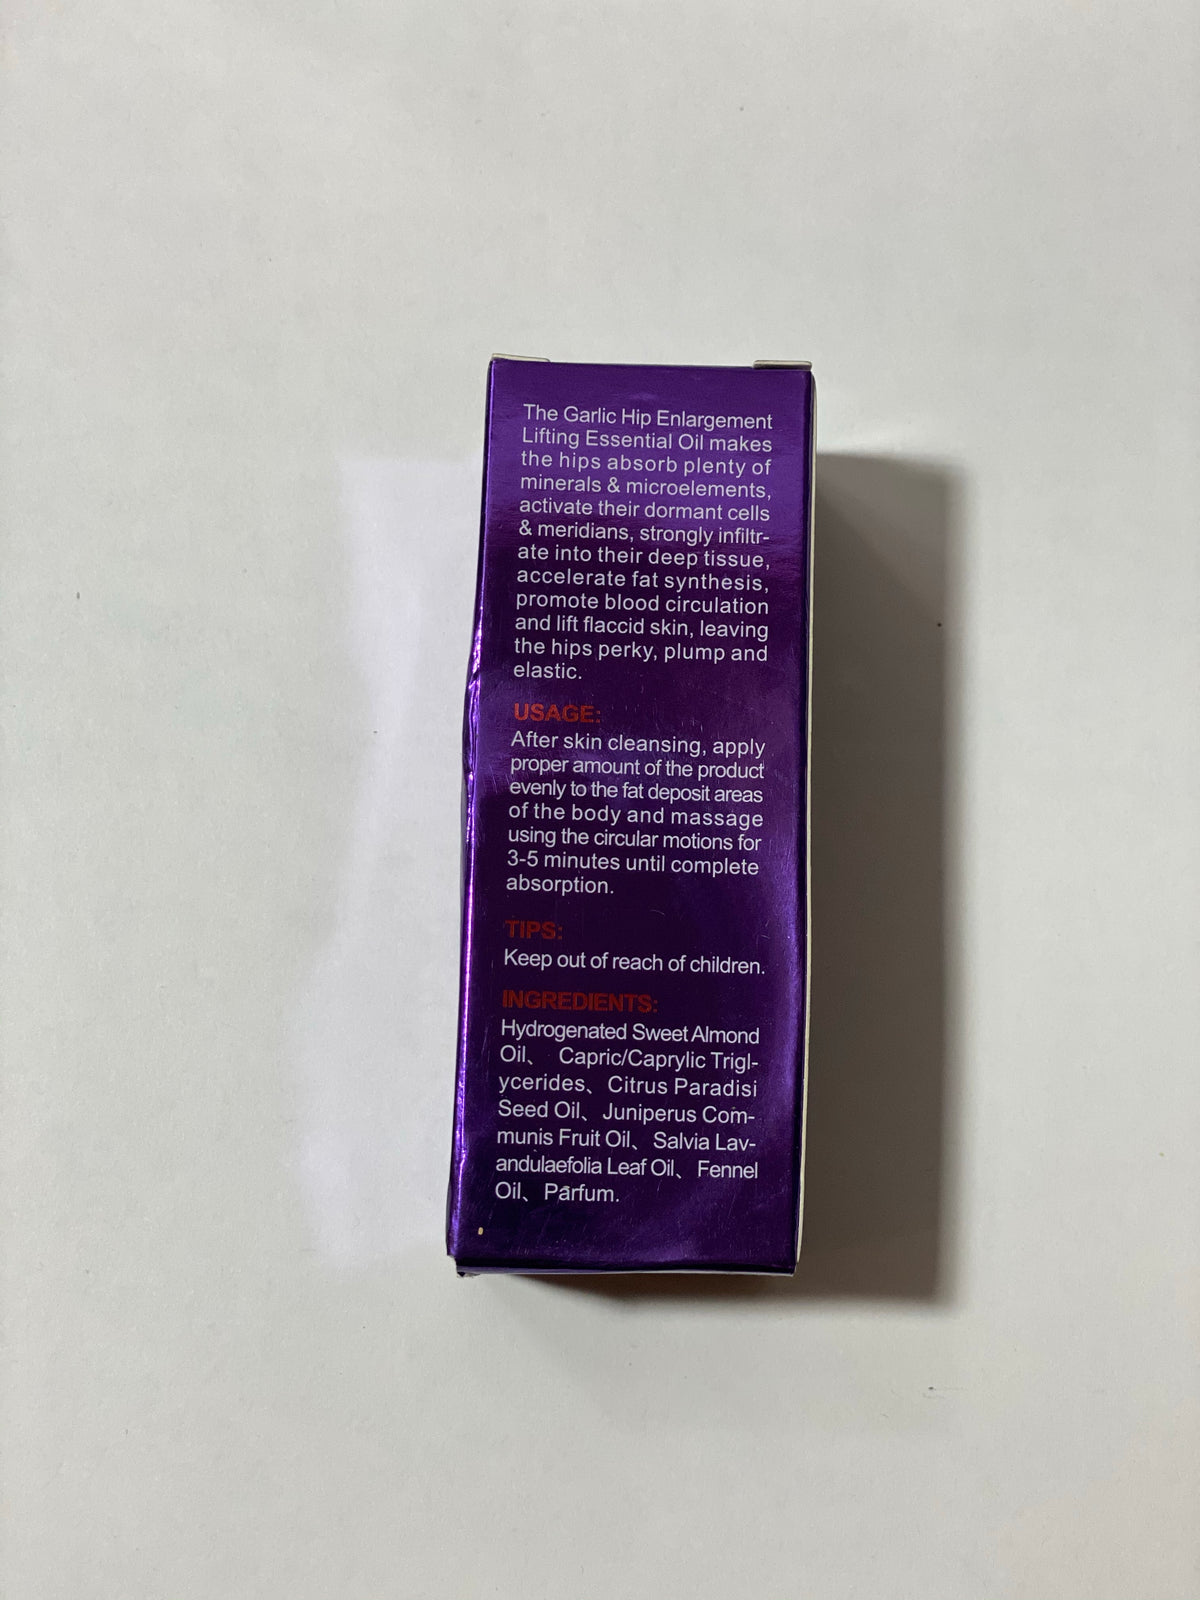 The Garlic Hip Enlargement
Lifting Essential Oil makes
the hips absorb plenty of
minerals & microelements,
activate their dormant cells
& meridians, strongly infiltr-
ate into their deep tissue,
accelerate fat synthesis,
promote blood circulation
and lift flaccid skin, leaving
the hips perky, plump and
elastic.
USAGE:
After skin cleansing, apply
proper amount of the product
evenly to the fat deposit areas
of the body and massage
using the circular motions for
3-5 minutes until complete
absorption.
TIPS:
Keep out of reach of children.
INGREDIENTS:
Hydrogenated Sweet Almond
Oil、 Capric/Caprylic Trigl-
ycerides、Citrus Paradisi
Seed Oil、Juniperus Com-
munis Fruit Oil、 Salvia Lav-
andulaefolia Leaf Oil、 Fennel
Oil、Parfum.